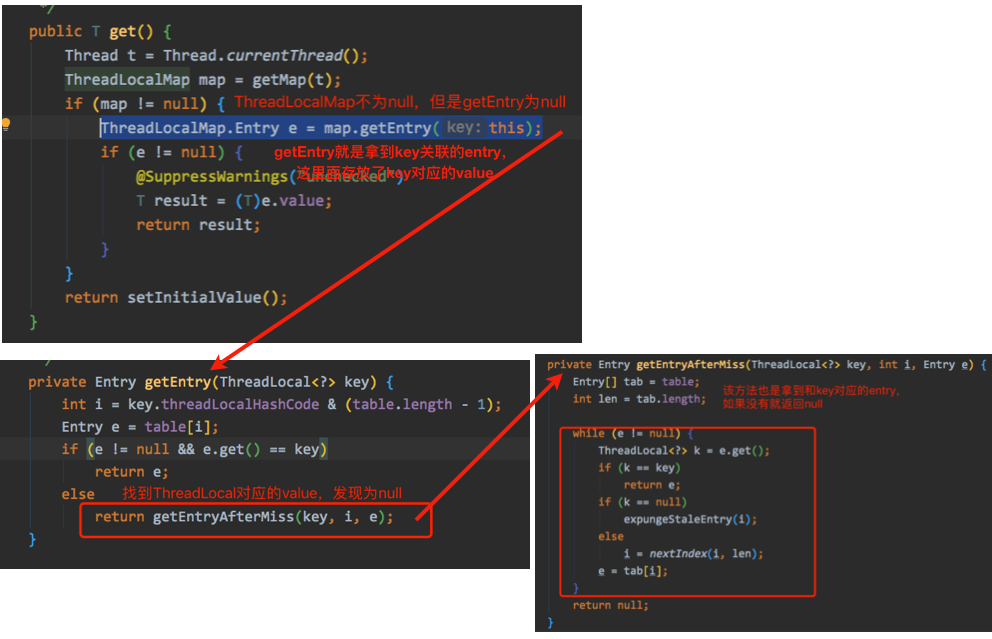 */
public T get() {
Thread t = Thread.currentThread();
ThreadLocalMap map = getMap(t);
if (map != null) { ThreadLocalMap不为null，但是getEntry为null
ThreadLocalMap.Entry e = map.getEntry( key: this);
if (e != null) { getEntry就是拿到key关联的entry,
@SuppressWarnings("unchecked") 这里面存放了key对应的value
T result = (T)e.value;
return result;
}
}
return setInitialValue();
}
private Entry getEntry(ThreadLocal<?> key) {
int i = key.threadLocalHashCode & (table.length - 1);
Entry e = table[i];
if (e != null && e.get() == key)
return e;
else 找到ThreadLocal对应的value，发现为null
return getEntryAfterMiss(key, i, e);
}
private Entry getEntryAfterMiss(ThreadLocal<?> key, int i, Entry e) {
Entry[] tab = table; 该方法也是拿到和key对应的entry,
int len = tab.length; 如果没有就返回null
while (e != null) {
ThreadLocal<?> k = e.get();
if (k == key)
return e;
if (k == null)
expungeStaleEntry(i);
else
i = nextIndex(i, len);
e = tab[i];
}
return null;
}